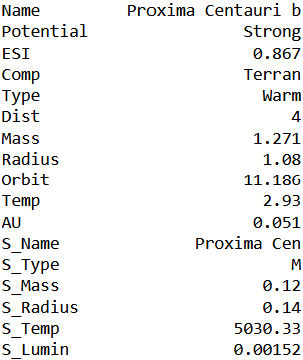 Name Proxima Centauri b
Potential Strong
ESI 0.867
Comp Terran
Type Warm
Dist 4
Mass 1.271
Radius 1.08
Orbit 11.186
Temp 2.93
AU 0.051
S_Name Proxima Cen
S_Type M
S_Mass 0.12
S_Radius 0.14
S_Temp 5030.33
S_Lumin 0.00152